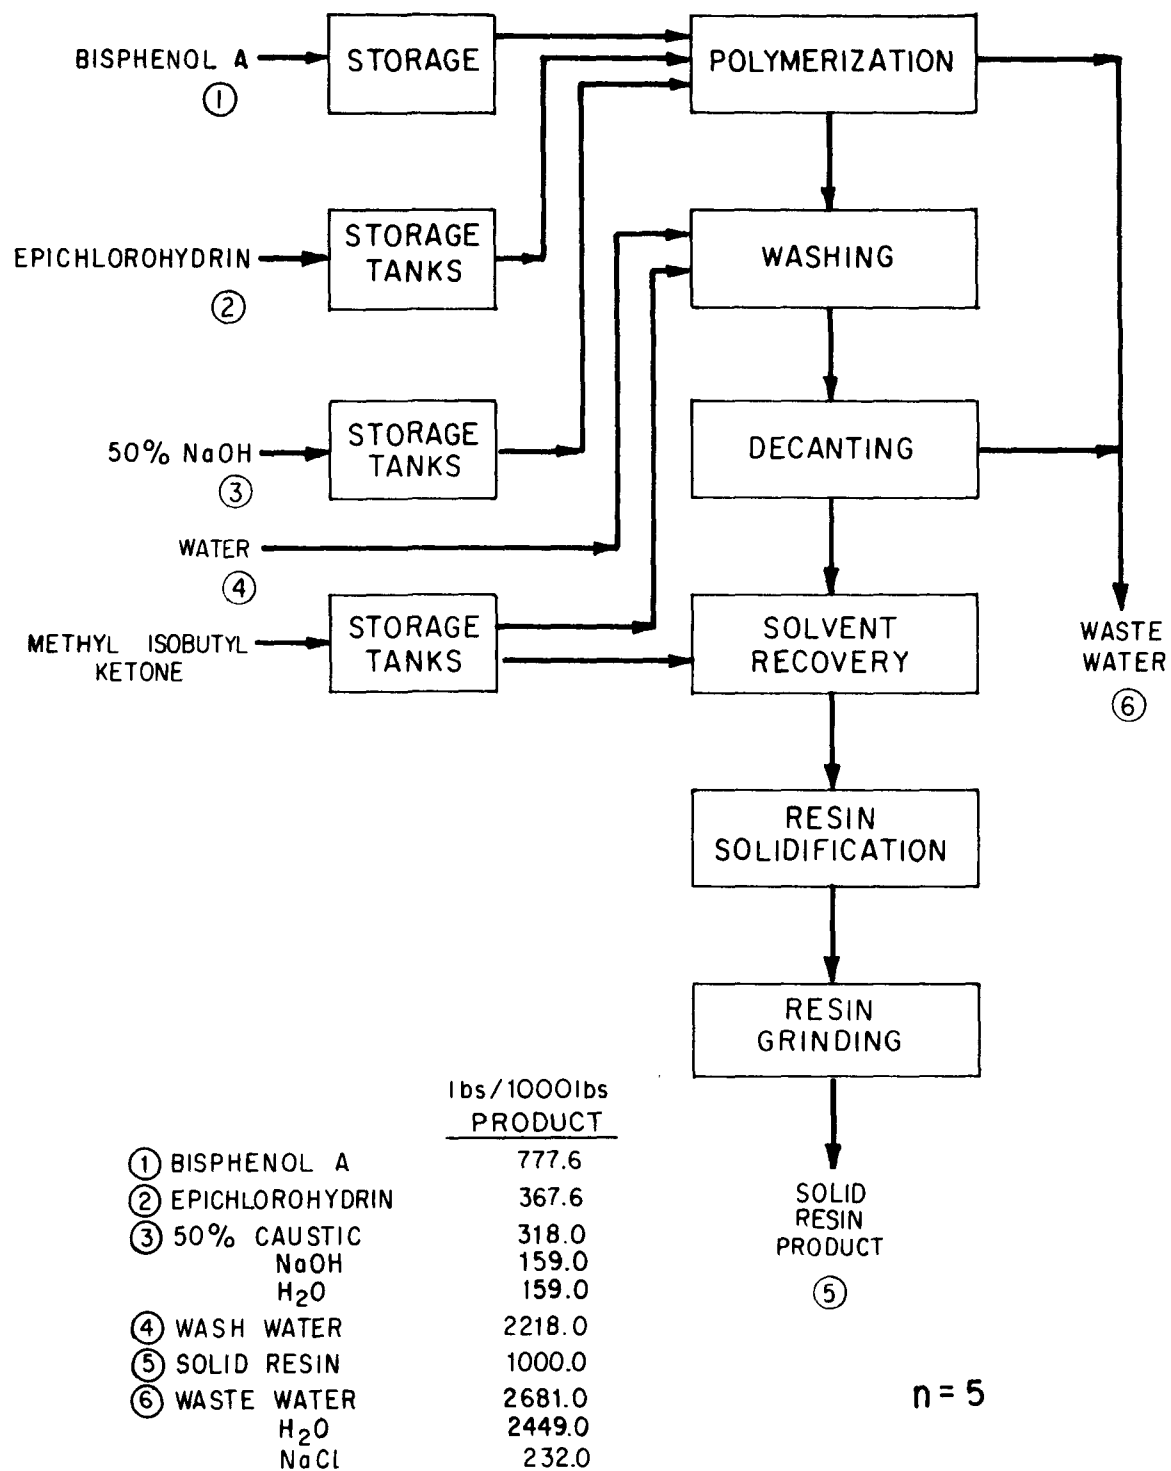 BISPHENOL A
①
STORAGE
POLYMERIZATION
EPICHLOROHYDRIN
②
STORAGE
TANKS
WASHING
50% NaOH
③
STORAGE
TANKS
DECANTING
WATER
④
METHYL ISOBUTYL
KETONE
STORAGE
TANKS
SOLVENT
RECOVERY
WASTE
WATER
⑥
RESIN
SOLIDIFICATION
RESIN
GRINDING
SOLID
RESIN
PRODUCT
⑤
lbs/1000lbs
PRODUCT
① BISPHENOL A 777.6
② EPICHLOROHYDRIN 367.6
③ 50% CAUSTIC 318.0
NaOH 159.0
H2O 159.0
④ WASH WATER 2218.0
⑤ SOLID RESIN 1000.0
⑥ WASTE WATER 2681.0
H2O 2449.0
NaCl 232.0
n = 5